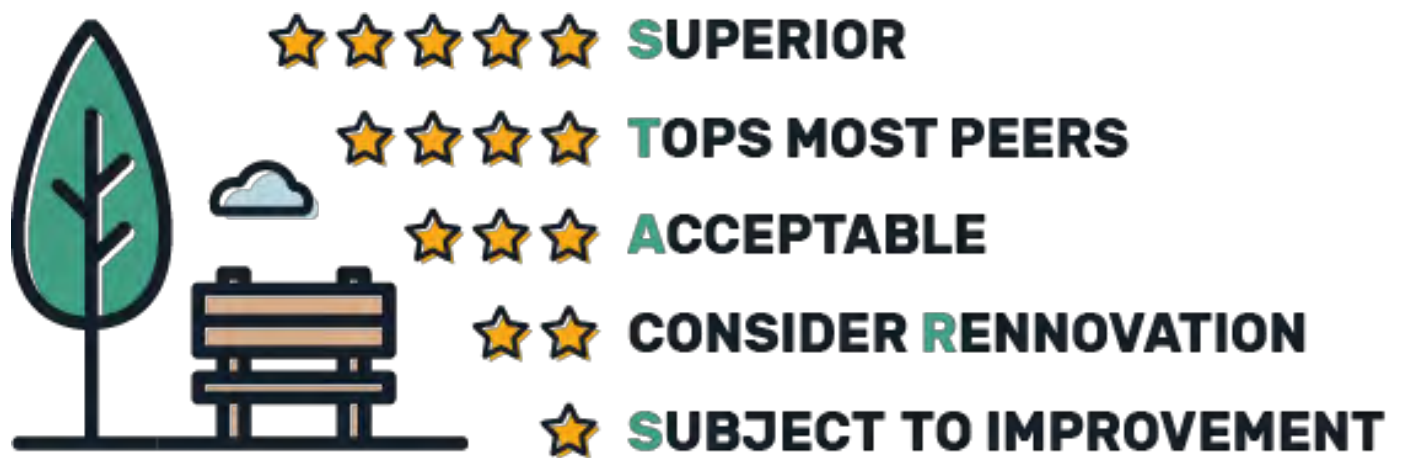 SUPERIOR
TOPS MOST PEERS
ACCEPTABLE
CONSIDER RENNOVATION
SUBJECT TO IMPROVEMENT